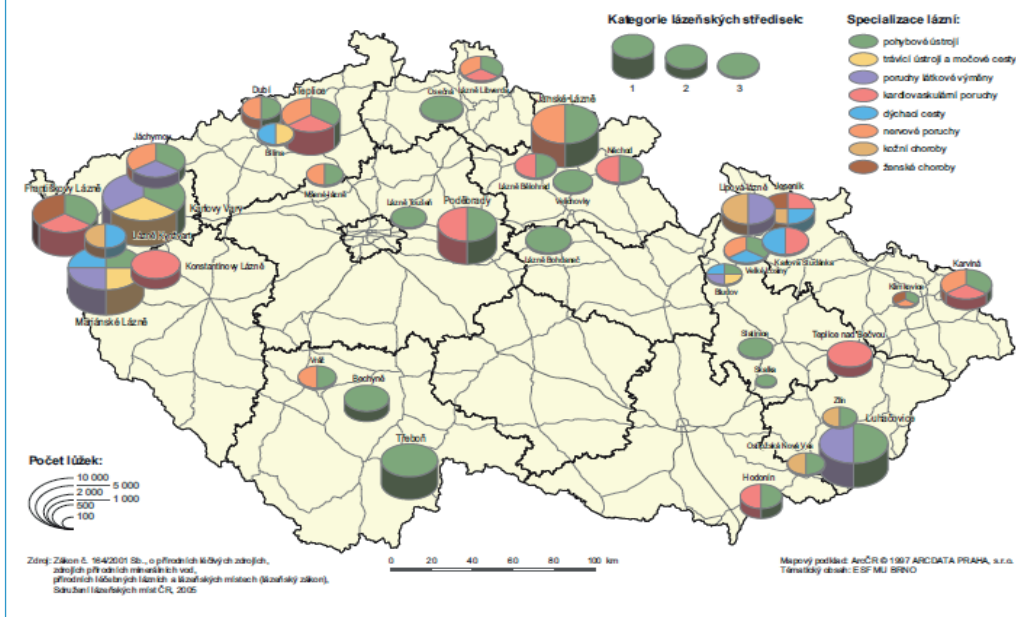 Kategorie lázeňských středisek:
1
2
3
Specializace lázní:
pohybové ústrojí
trávicí ústrojí a močové cesty
poruchy látkové výměny
kardiovaskulární poruchy
dýchací cesty
nervové poruchy
kožní choroby
ženské choroby
Dubí
Teplice
Bílina
Osečná
Lázně Libverda
Janské Lázně
Jáchymov
Františkovy Lázně
Karlovy Vary
Lázně Kynžvart
Konstantinovy Lázně
Mariánské Lázně
Mšené-lázně
Lázně Toušeň
Poděbrady
Lázně Bělohrad
Velichovky
Náchod
Lázně Bohdaneč
Lipová-lázně
Jeseník
Karlova Studánka
Velké Losiny
Bludov
Klimkovice
Karviná
Slatinice
Skalka
Teplice nad Bečvou
Zlín
Luhačovice
Ostrožská Nová Ves
Hodonín
Vráž
Bechyně
Třeboň
Počet lůžek:
10 000
5 000
2 000
1 000
500
100
0 20 40 60 80 100 km
Zdroj: Zákon č. 164/2001 Sb., o přírodních léčivých zdrojích,
zdrojích přírodních minerálních vod,
přírodních léčebných lázních a lázeňských místech (lázeňský zákon),
Sdružení lázeňských míst ČR, 2005
Mapový podklad: ArcČR © 1997 ARCDATA PRAHA, s.r.o.
Tématický obsah: ESF MU BRNO